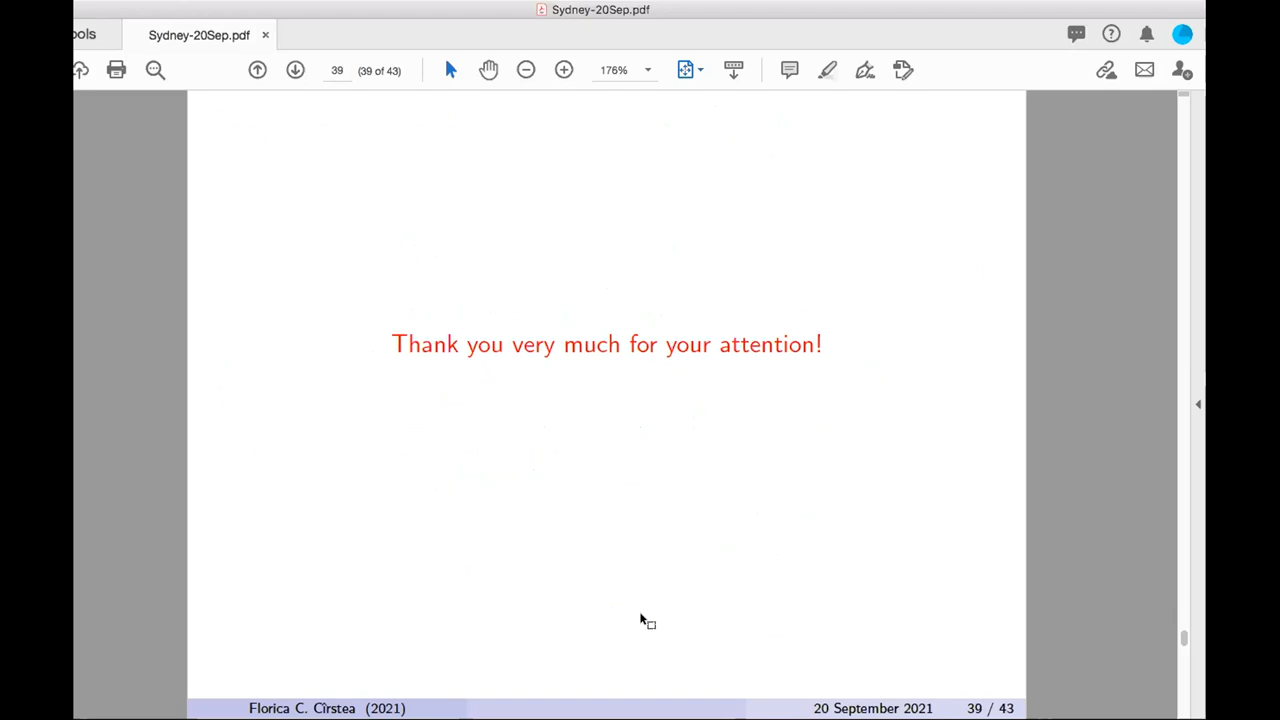 Sydney-20Sep.pdf
ools
Sydney-20Sep.pdf ×
39 (39 of 43) 176%
Thank you very much for your attention!
Florica C. Cîrstea (2021) 20 September 2021 39 / 43